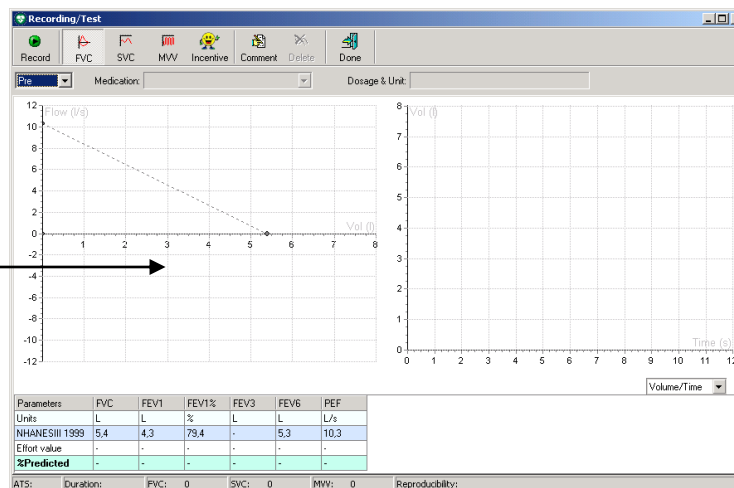 Recording/Test
Record FVC SVC MVV Incentive Comment Delete Done
Pre Medication: Dosage & Unit:
Flow (l/s)
12
10
8
6
4
2
0
-2
-4
-6
-8
-10
-12
1 2 3 4 5 6 7 8
Vol (l)
Vol (l)
8
7
6
5
4
3
2
1
0
0 1 2 3 4 5 6 7 8 9 10 11 12
Time (s)
Volume/Time
Parameters FVC FEV1 FEV1% FEV3 FEV6 PEF
Units L L % L L L/s
NHANESIII 1999 5,4 4,3 79,4 - 5,3 10,3
Effort value - - - - - -
%Predicted - - - - - -
ATS: Duration: FVC: 0 SVC: 0 MVV: 0 Reproducibility: